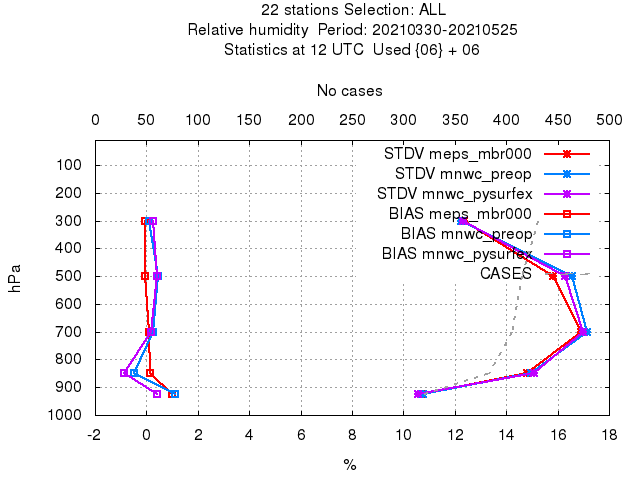 22 stations Selection: ALL
Relative humidity  Period: 20210330-20210525
Statistics at 12 UTC  Used {06} + 06
No cases
0 50 100 150 200 250 300 350 400 450 500
STDV meps_mbr000
STDV mnwc_preop
STDV mnwc_pysurfex
BIAS meps_mbr000
BIAS mnwc_preop
BIAS mnwc_pysurfex
CASES
hPa
100
200
300
400
500
600
700
800
900
1000
-2 0 2 4 6 8 10 12 14 16 18
%